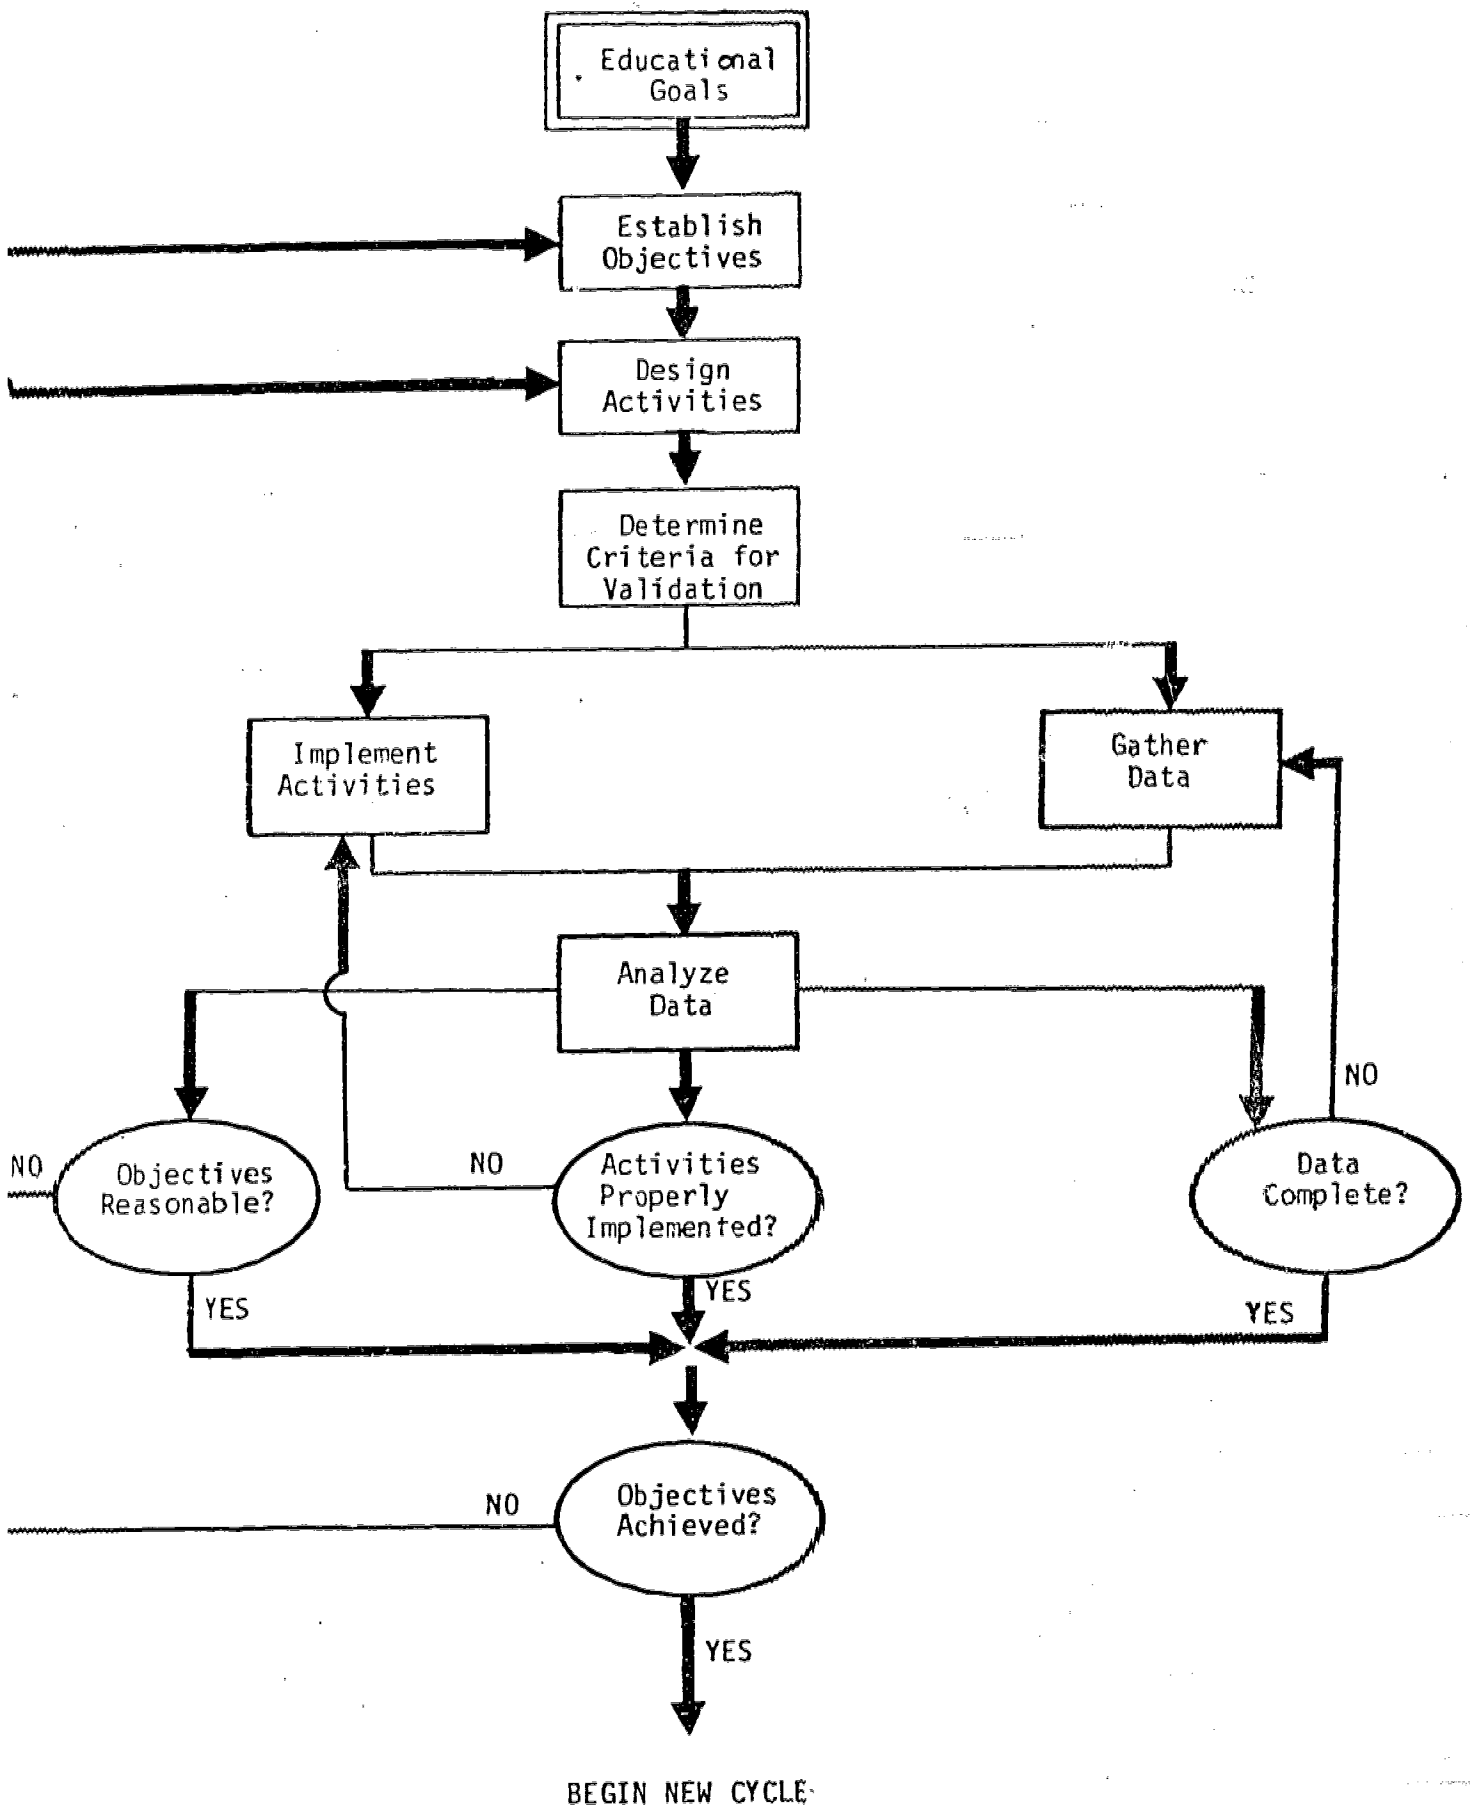 Educational
Goals
Establish
Objectives
Design
Activities
Determine
Criteria for
Validation
Implement
Activities
Gather
Data
Analyze
Data
NO
NO
Objectives
Reasonable?
NO
Activities
Properly
Implemented?
Data
Complete?
YES
YES
YES
NO
Objectives
Achieved?
YES
BEGIN NEW CYCLE